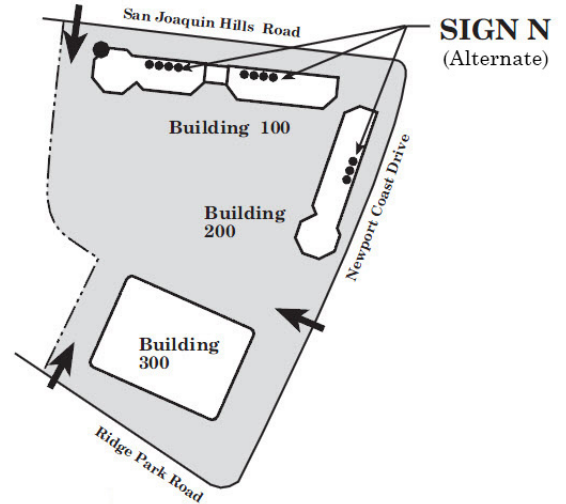 San Joaquin Hills Road
SIGN N
(Alternate)
Building 100
Building
200
Newport Coast Drive
Building
300
Ridge Park Road